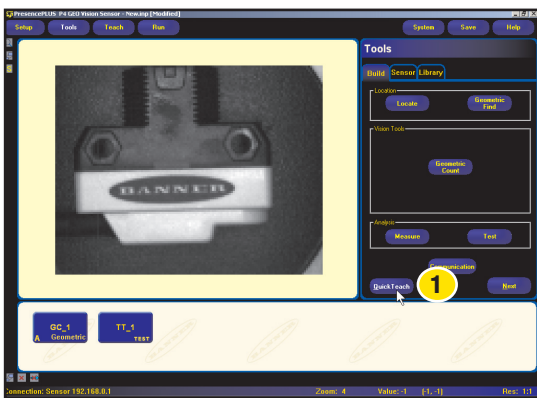 PresencePLUS P4 GEO Vision Sensor - New.inp [Modified]
Setup Tools Teach Run System Save Help
Tools
Build Sensor Library
Location
Locate Geometric Find
Vision Tools
Geometric Count
Analysis
Measure Test
Communication
QuickTeach 1 Next
BANNER
GC_1 TT_1
A Geometric TEST
Connection: Sensor 192.168.0.1 Zoom: 4 Value: -1 [-1, -1] Res: 1:1